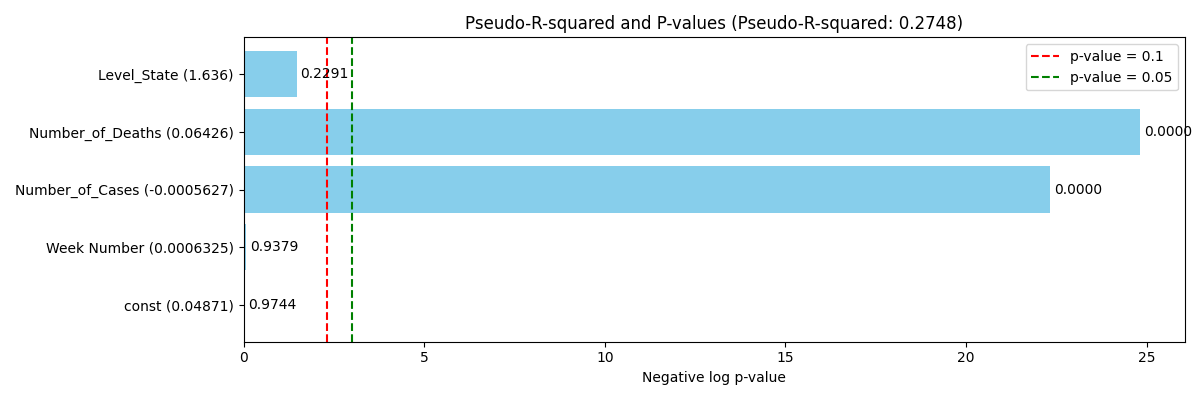 Pseudo-R-squared and P-values (Pseudo-R-squared: 0.2748)
p-value = 0.1
p-value = 0.05
Level_State (1.636)
0.2291
Number_of_Deaths (0.06426)
0.0000
Number_of_Cases (-0.0005627)
0.0000
Week Number (0.0006325)
0.9379
const (0.04871)
0.9744
0 5 10 15 20 25
Negative log p-value